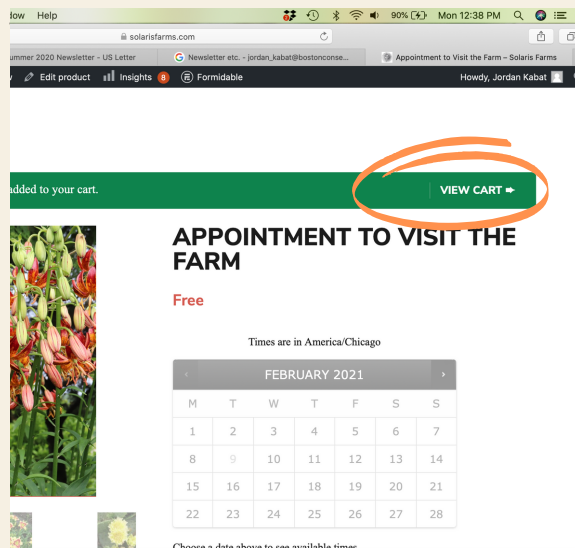 dow Help 90% Mon 12:38 PM
solarisfarms.com
ummer 2020 Newsletter - US Letter Newsletter etc. - jordan_kabat@bostonconse... Appointment to Visit the Farm – Solaris Farms
Edit product Insights 8 Formidable Howdy, Jordan Kabat
added to your cart. VIEW CART
APPOINTMENT TO VISIT THE
FARM
Free
Times are in America/Chicago
‹ FEBRUARY 2021 ›
M T W T F S S
1 2 3 4 5 6 7
8 9 10 11 12 13 14
15 16 17 18 19 20 21
22 23 24 25 26 27 28
Choose a date above to see available times